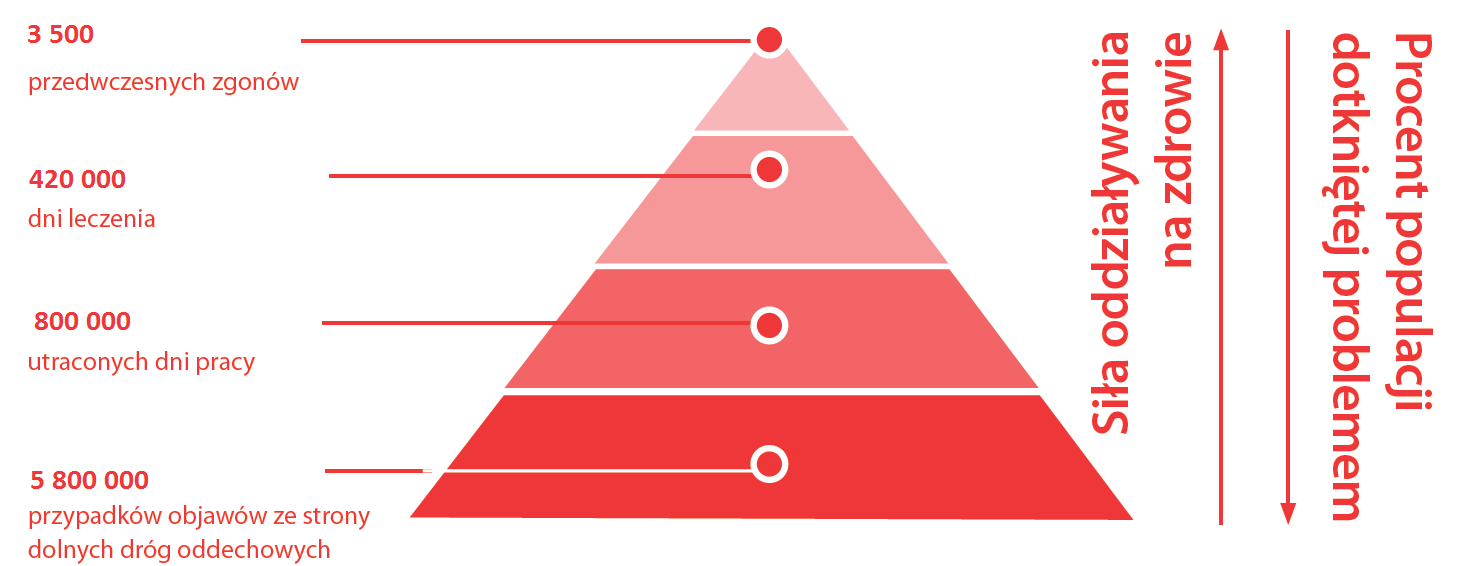 3 500
przedwczesnych zgonów
420 000
dni leczenia
800 000
utraconych dni pracy
5 800 000
przypadków objawów ze strony
dolnych dróg oddechowych
Siła oddziaływania
na zdrowie
Procent populacji
dotkniętej problemem